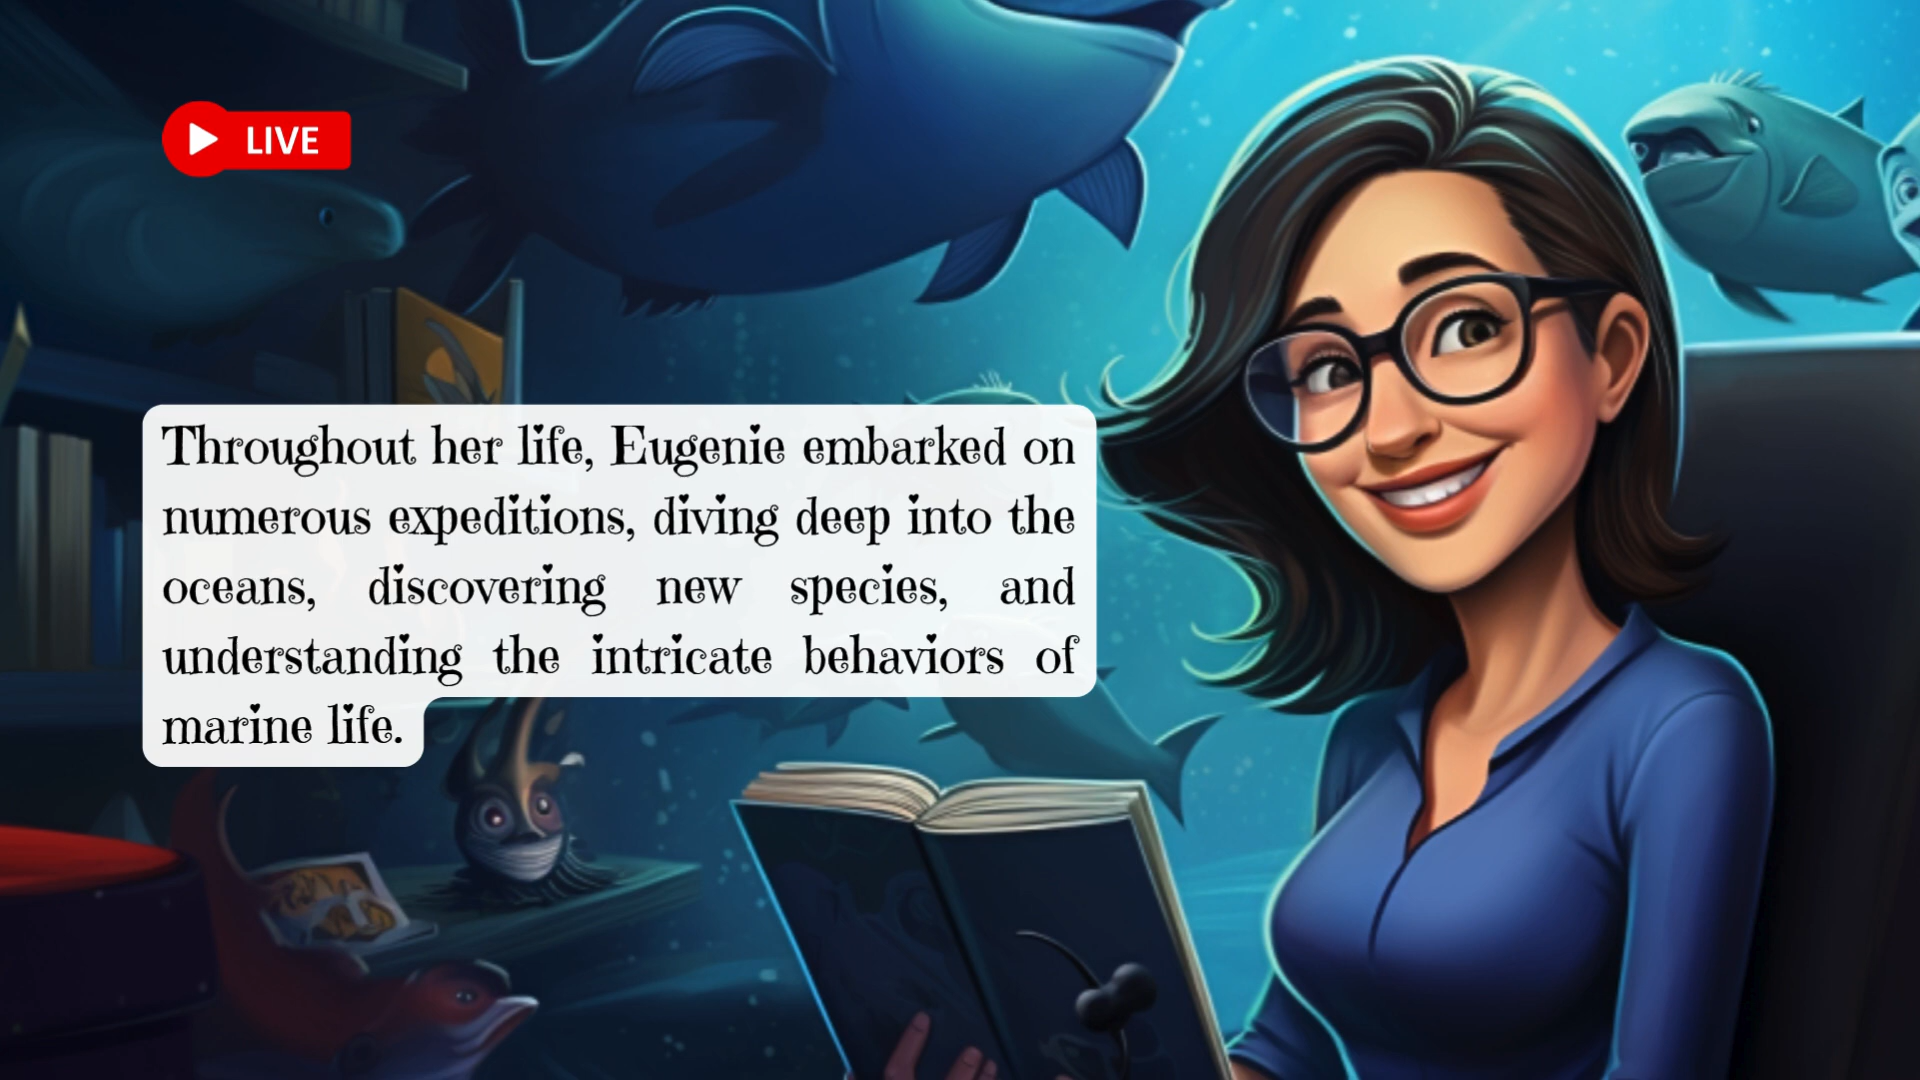 LIVE
Throughout her life, Eugenie embarked on
numerous expeditions, diving deep into the
oceans, discovering new species, and
understanding the intricate behaviors of
marine life.